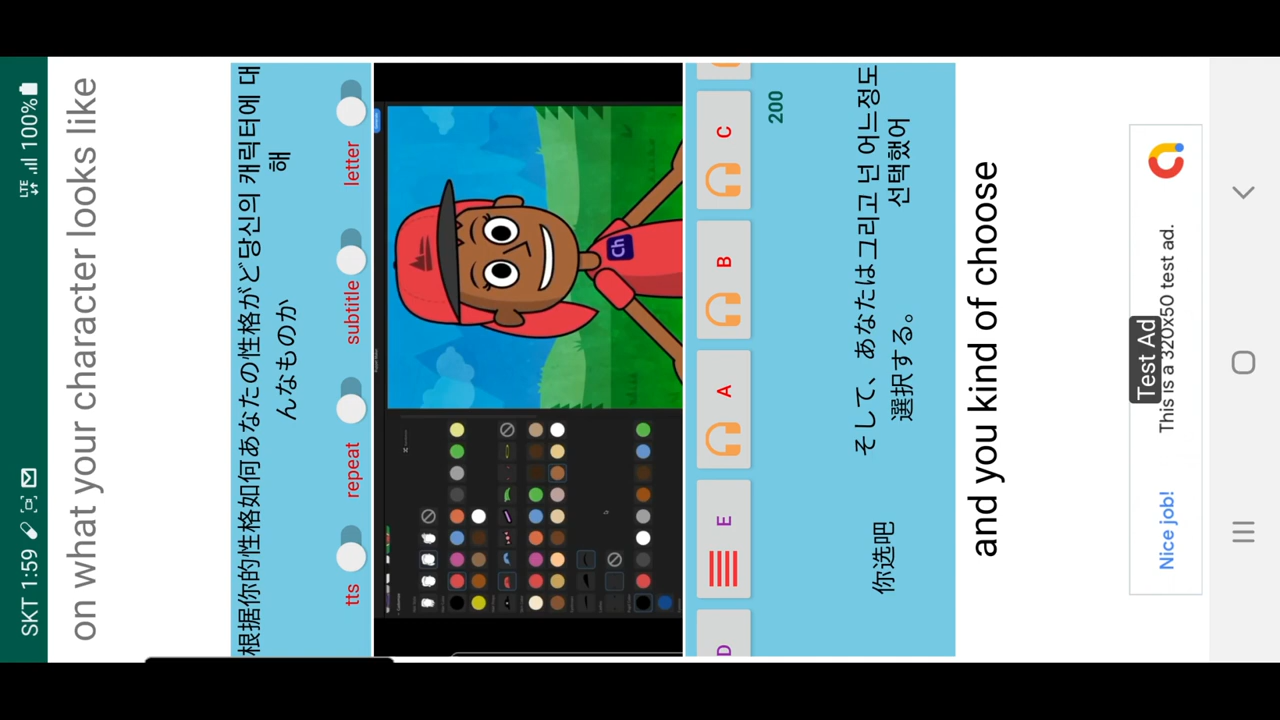 SKT 1:59 LTE 100%
on what your character looks like
根据你的性格如何 あなたの性格がど 당신의 캐릭터에 대
んなものか 해
tts repeat subtitle letter
Ch
D E A B C
200
你选吧 そして、あなたは 그리고 넌 어느정도
選択する。 선택했어
and you kind of choose
Test Ad
Nice job! This is a 320x50 test ad.